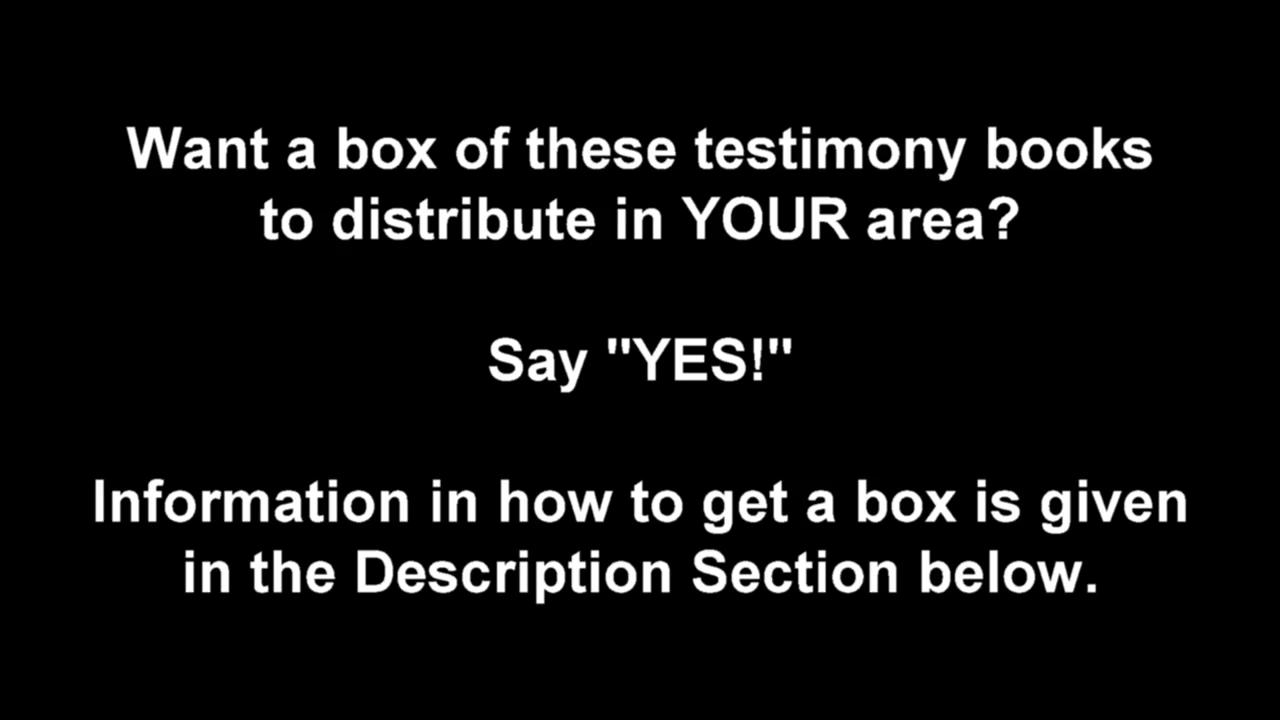 Want a box of these testimony books
to distribute in YOUR area?
Say "YES!"
Information in how to get a box is given
in the Description Section below.